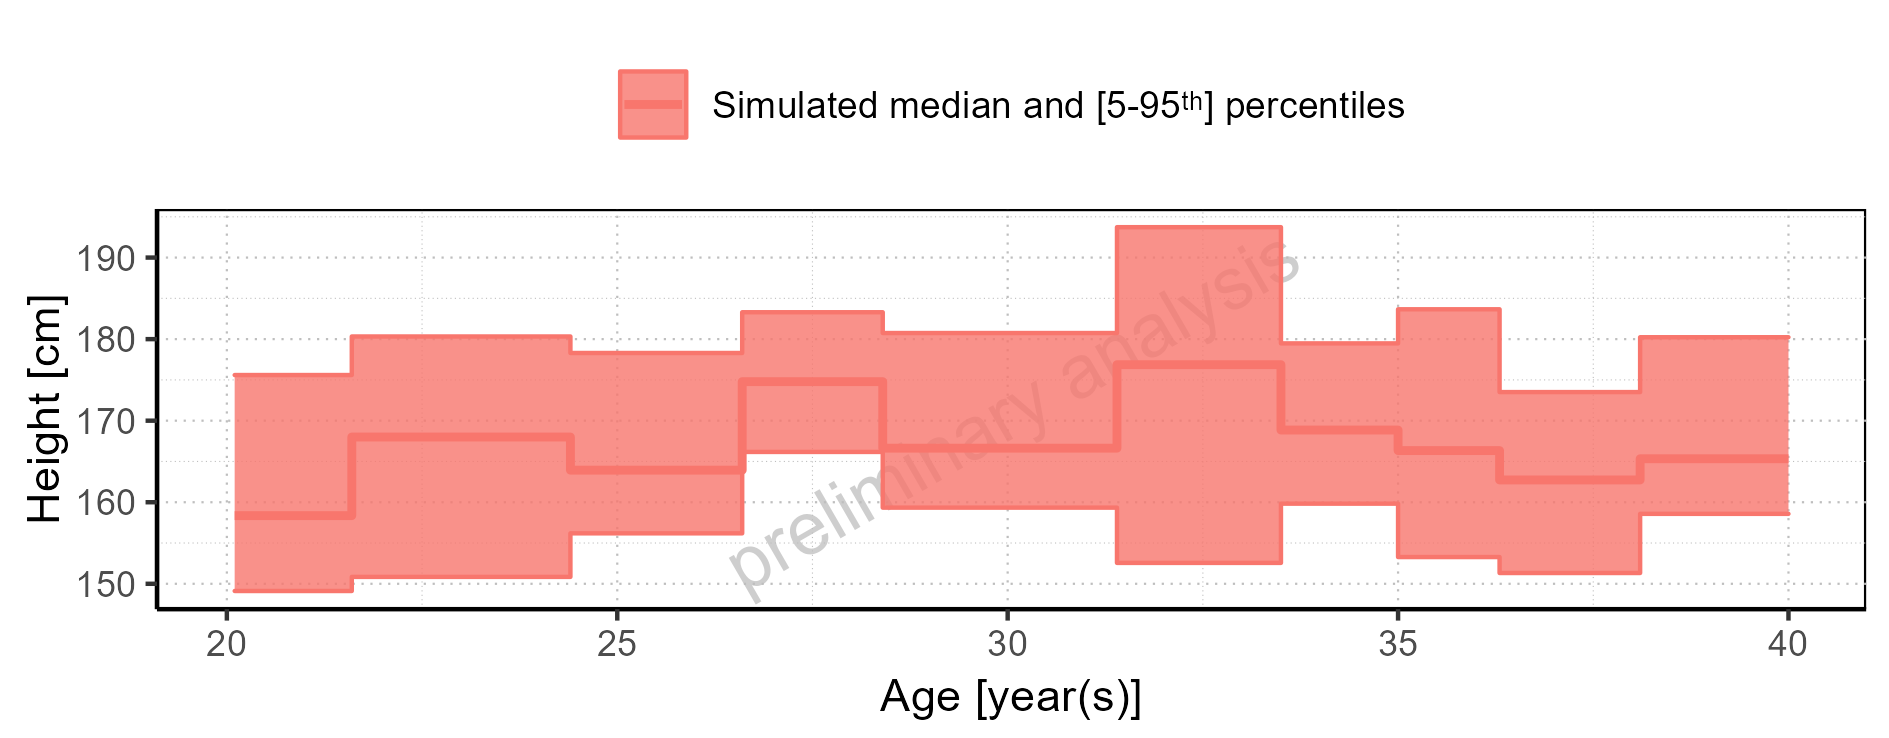 Simulated median and [5-95th] percentiles
Height [cm]
190
180
170
160
150
preliminary analysis
20 25 30 35 40
Age [year(s)]